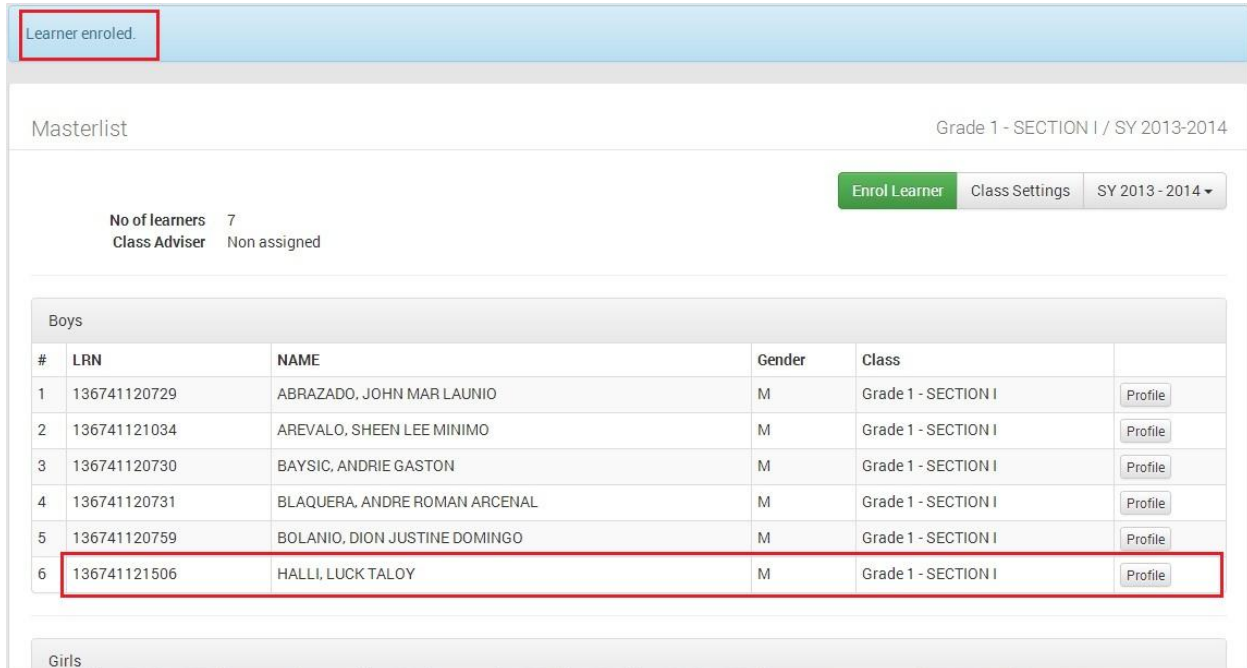 Learner enroled.
Masterlist
Grade 1 - SECTION I / SY 2013-2014
Enrol Learner Class Settings SY 2013 - 2014
No of learners 7
Class Adviser Non assigned
Boys
# LRN NAME Gender Class
1 136741120729 ABRAZADO, JOHN MAR LAUNIO M Grade 1 - SECTION I Profile
2 136741121034 AREVALO, SHEEN LEE MINIMO M Grade 1 - SECTION I Profile
3 136741120730 BAYSIC, ANDRIE GASTON M Grade 1 - SECTION I Profile
4 136741120731 BLAQUERA, ANDRE ROMAN ARCENAL M Grade 1 - SECTION I Profile
5 136741120759 BOLANIO, DION JUSTINE DOMINGO M Grade 1 - SECTION I Profile
6 136741121506 HALLI, LUCK TALOY M Grade 1 - SECTION I Profile
Girls